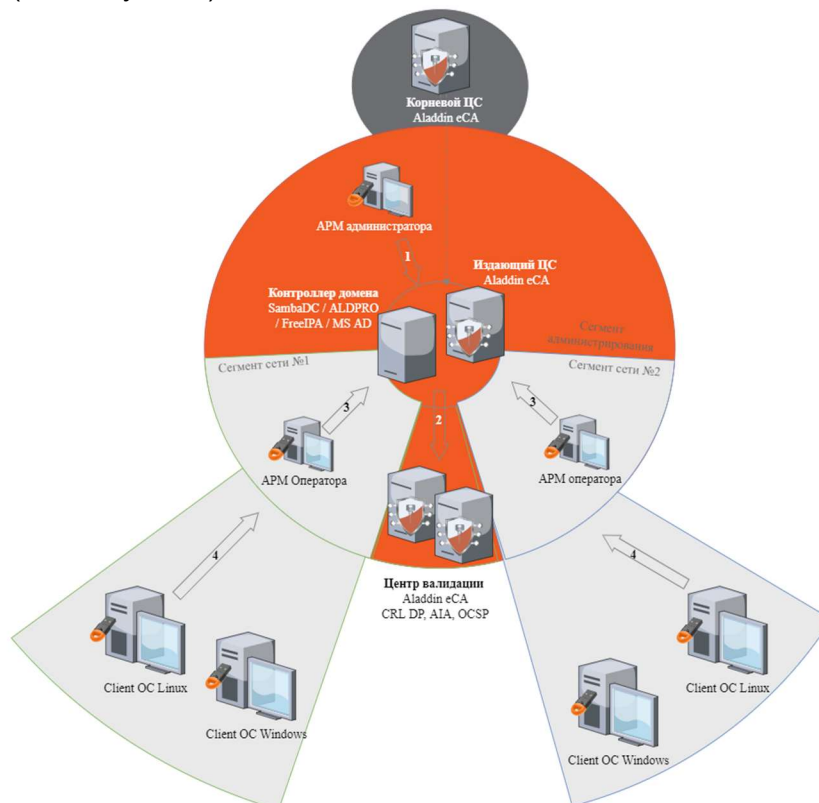 Корневой ЦС
Aladdin eCA
АРМ администратора
1
Издающий ЦС
Aladdin eCA
Контроллер домена
SambaDC / ALDPRO
/ FreeIPA / MS AD
Сегмент
администрирования
Сегмент сети №1
Сегмент сети №2
3
2
3
АРМ Оператора
АРМ оператора
4
4
Центр валидации
Aladdin eCA
CRL DP, AIA, OCSP
Client ОС Linux
Client ОС Windows
Client ОС Linux
Client ОС Windows